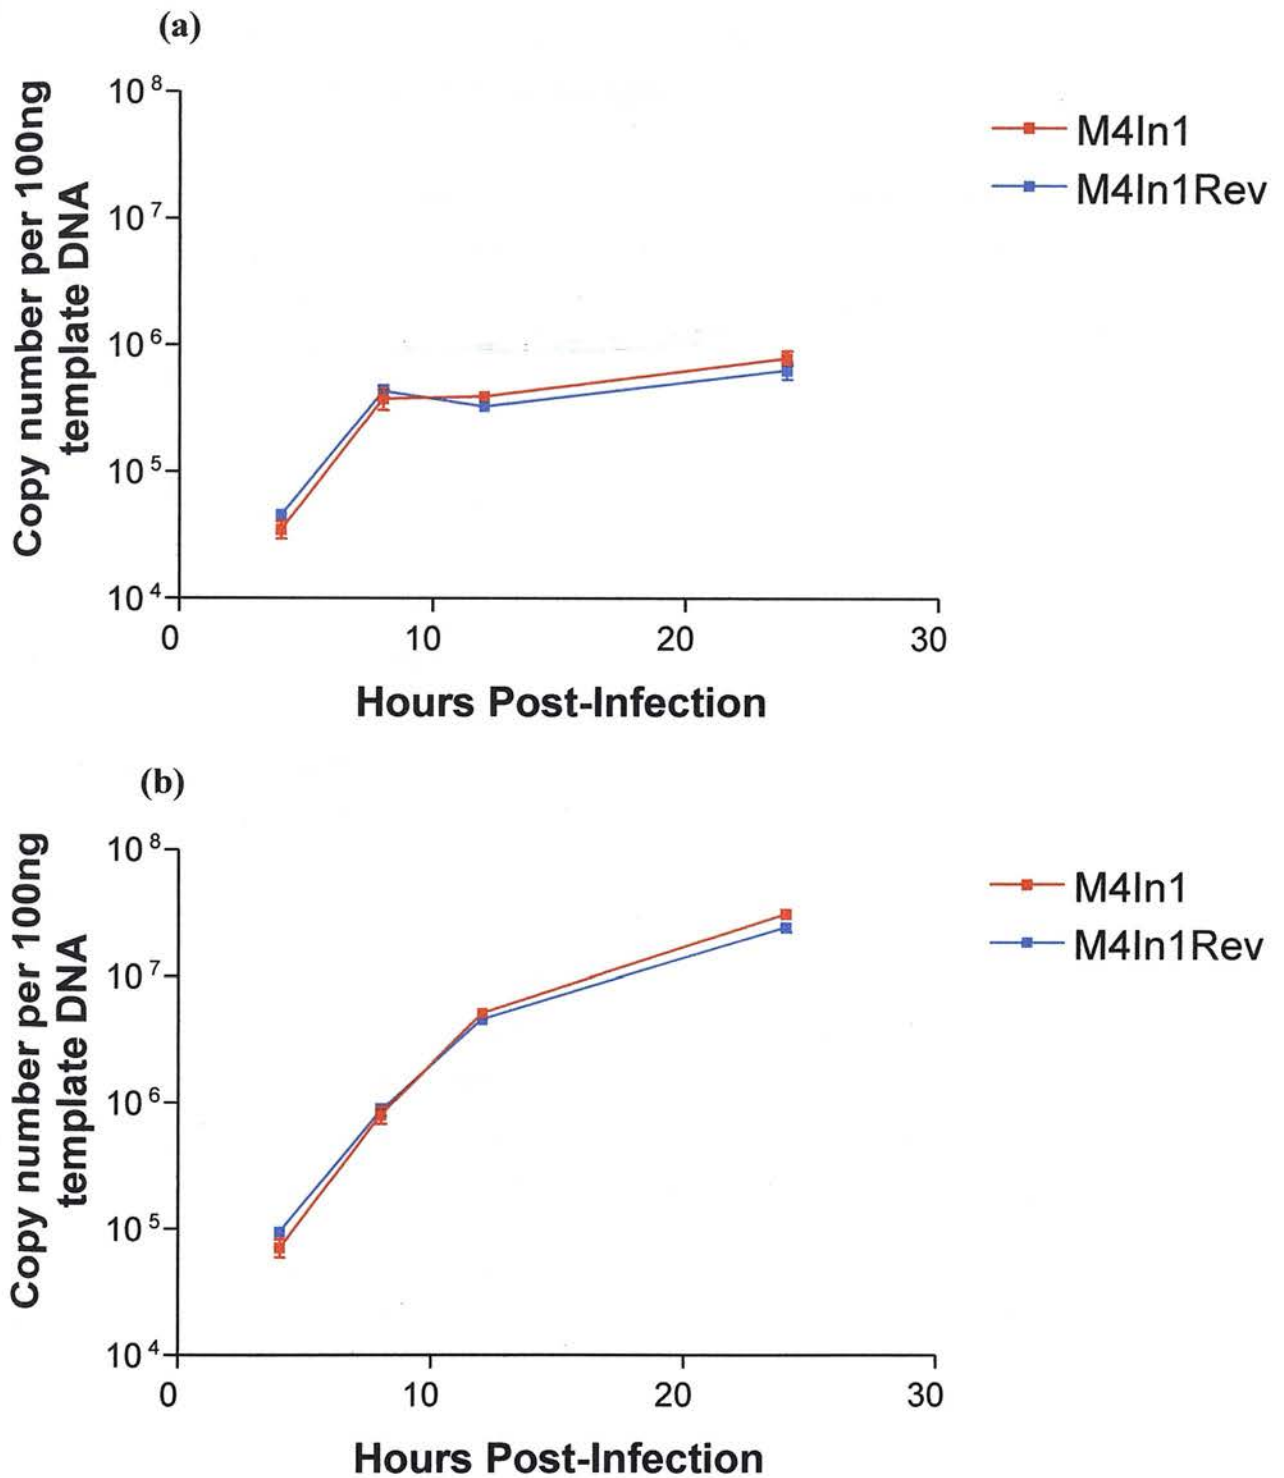 (a)
Copy number per 100ng
template DNA
10⁸
10⁷
10⁶
10⁵
10⁴
0 10 20 30
Hours Post-Infection
M4In1
M4In1Rev
(b)
Copy number per 100ng
template DNA
10⁸
10⁷
10⁶
10⁵
10⁴
0 10 20 30
Hours Post-Infection
M4In1
M4In1Rev